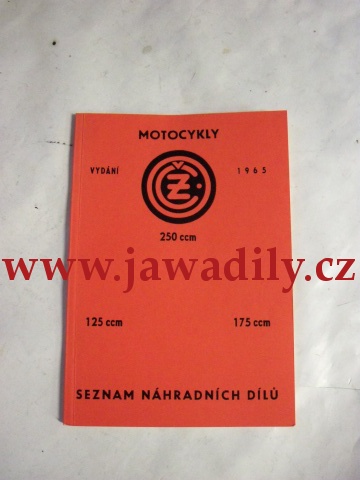 MOTOCYKLY
VYDÁNÍ 1965
ČZ
250 ccm
www.jawadily.cz
125 ccm 175 ccm
SEZNAM NÁHRADNÍCH DÍLŮ